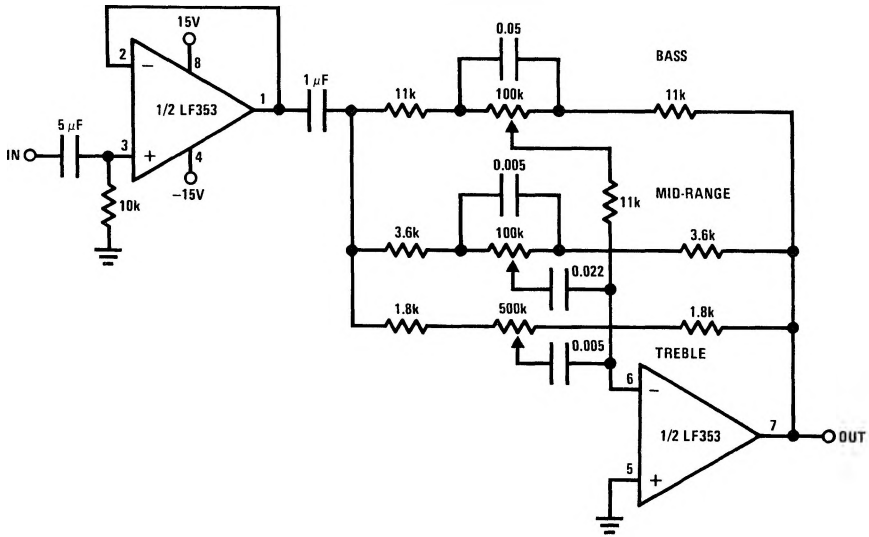 15V
8
2
−
1/2 LF353
1
1 μF
5 μF
IN
3
+
4
−15V
10k
0.05
BASS
11k
100k
11k
0.005
MID-RANGE
11k
3.6k
100k
3.6k
0.022
1.8k
500k
1.8k
0.005
TREBLE
6
−
1/2 LF353
7
OUT
5
+